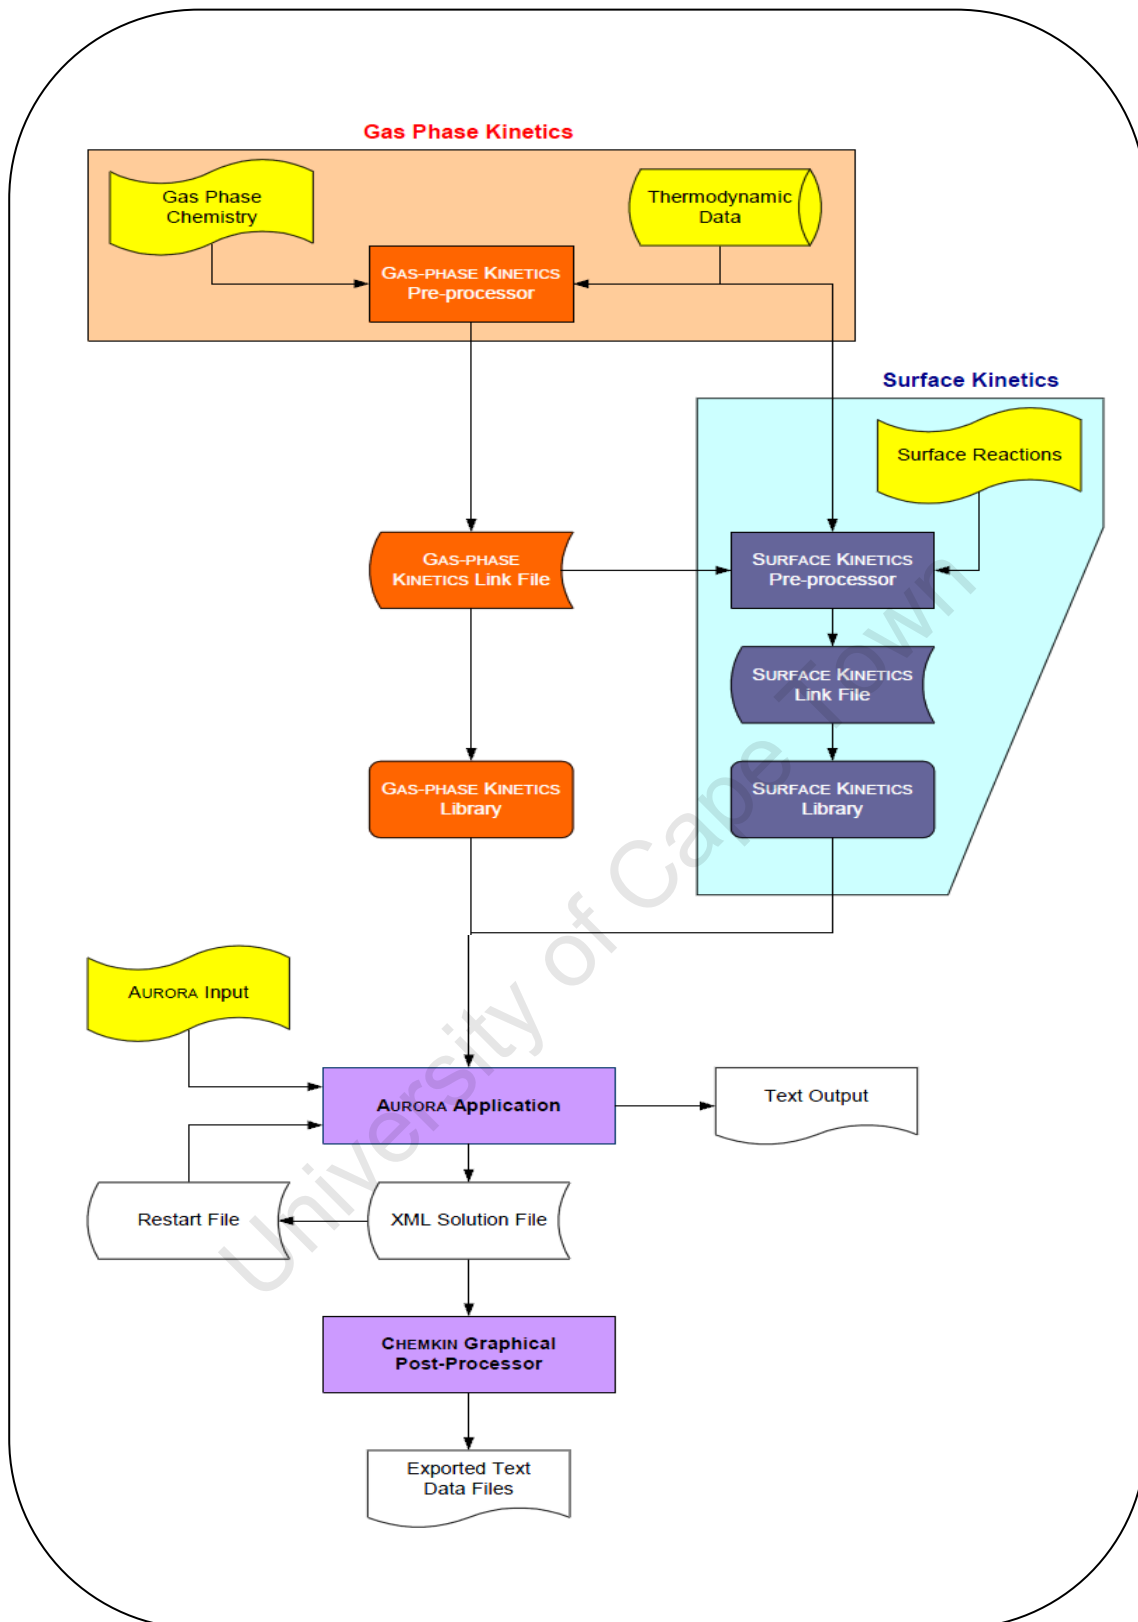 Gas Phase Kinetics
Gas Phase
Chemistry
Thermodynamic
Data
GAS-PHASE KINETICS
Pre-processor
Surface Kinetics
Surface Reactions
GAS-PHASE
KINETICS Link File
SURFACE KINETICS
Pre-processor
SURFACE KINETICS
Link File
GAS-PHASE KINETICS
Library
SURFACE KINETICS
Library
AURORA Input
AURORA Application
Text Output
Restart File
XML Solution File
CHEMKIN Graphical
Post-Processor
Exported Text
Data Files
University of Cape Town